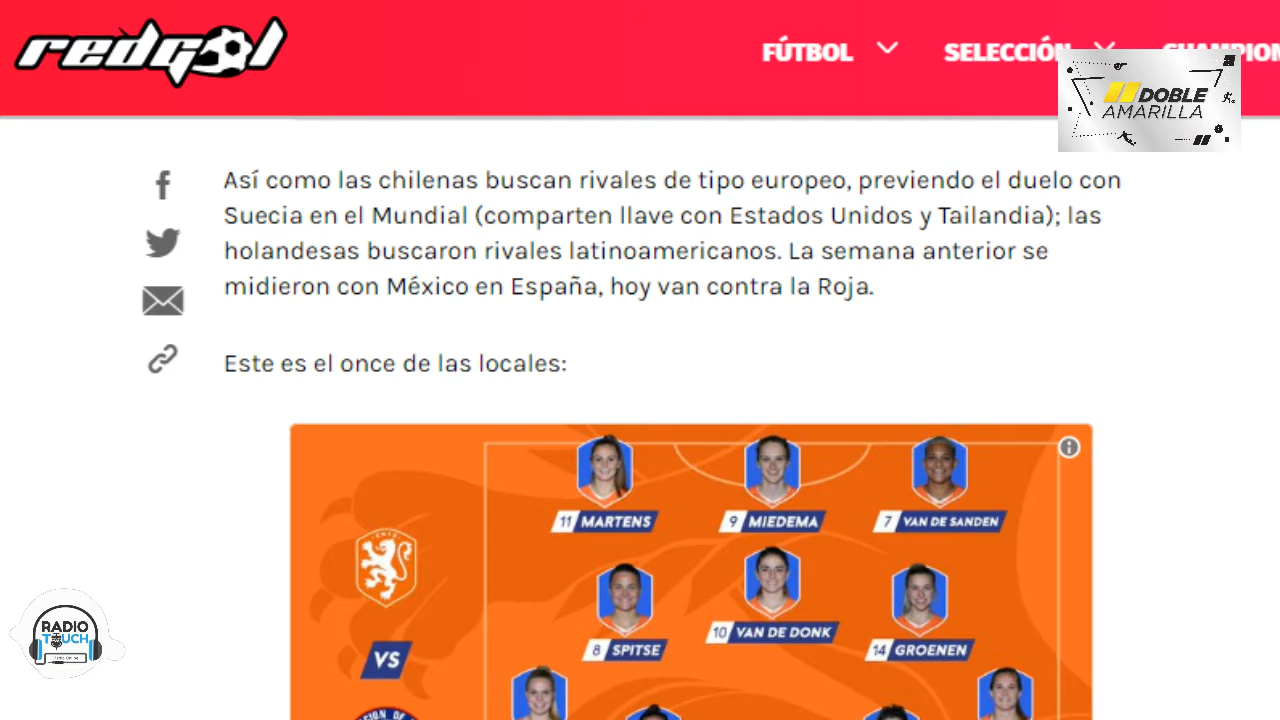 redgol
FÚTBOL SELECCIÓN
DOBLE
AMARILLA
Así como las chilenas buscan rivales de tipo europeo, previendo el duelo con
Suecia en el Mundial (comparten llave con Estados Unidos y Tailandia); las
holandesas buscaron rivales latinoamericanos. La semana anterior se
midieron con México en España, hoy van contra la Roja.
Este es el once de las locales:
11 MARTENS
9 MIEDEMA
7 VAN DE SANDEN
10 VAN DE DONK
8 SPITSE
14 GROENEN
VS
RADIO
TOUCH